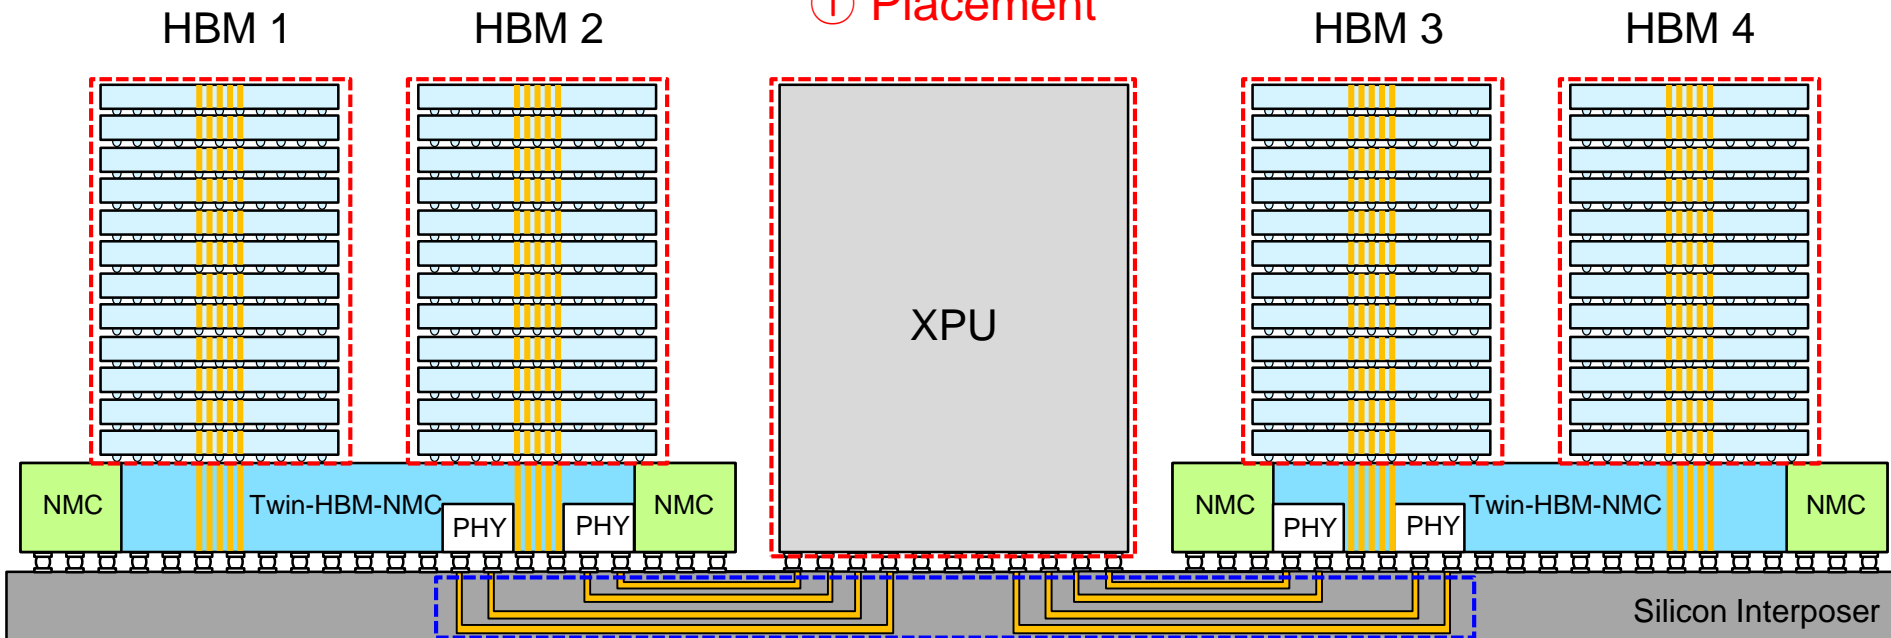 ① Placement
HBM 1
HBM 2
HBM 3
HBM 4
XPU
NMC
Twin-HBM-NMC
PHY
PHY
NMC
NMC
PHY
PHY
Twin-HBM-NMC
NMC
Silicon Interposer